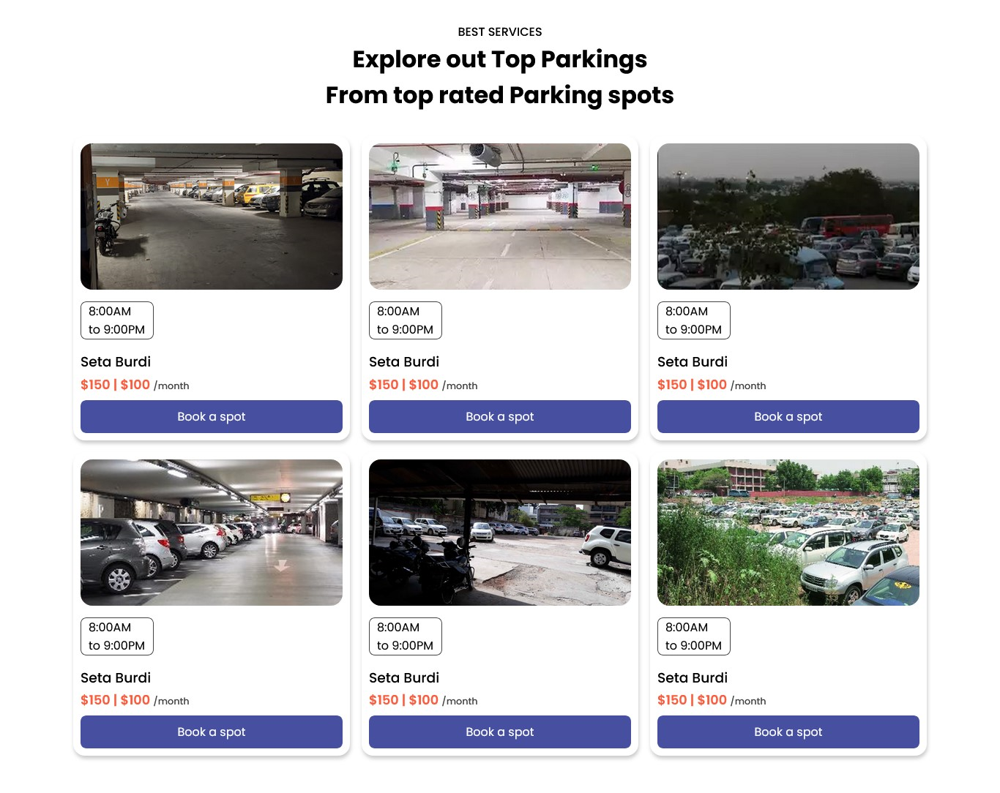 BEST SERVICES
Explore out Top Parkings
From top rated Parking spots
Y
8:00AM
to 9:00PM
Seta Burdi
$150 | $100 /month
Book a spot
8:00AM
to 9:00PM
Seta Burdi
$150 | $100 /month
Book a spot
8:00AM
to 9:00PM
Seta Burdi
$150 | $100 /month
Book a spot
8:00AM
to 9:00PM
Seta Burdi
$150 | $100 /month
Book a spot
8:00AM
to 9:00PM
Seta Burdi
$150 | $100 /month
Book a spot
8:00AM
to 9:00PM
Seta Burdi
$150 | $100 /month
Book a spot